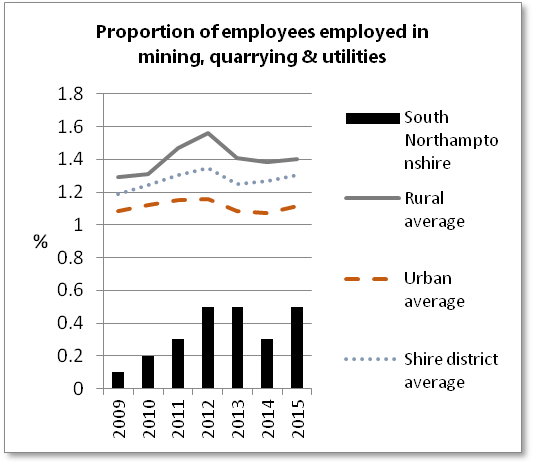 Proportion of employees employed in
mining, quarrying & utilities
1.8
1.6
1.4
1.2
1
0.8
0.6
0.4
0.2
0
%
2009
2010
2011
2012
2013
2014
2015
South
Northampto
nshire
Rural
average
Urban
average
Shire district
average